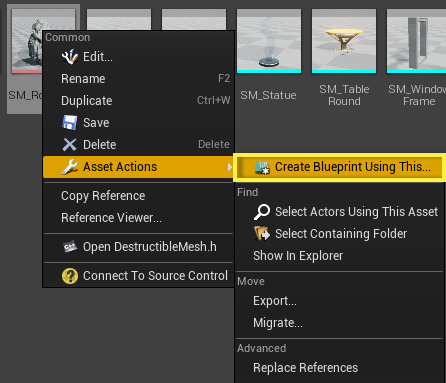 Common
Edit...
Rename F2
Duplicate Ctrl+W
Save
Delete Delete
Asset Actions
Copy Reference
Reference Viewer...
Open DestructibleMesh.h
Connect To Source Control
SM_Statue
SM_Table
Round
SM_Window
Frame
Create Blueprint Using This...
Find
Select Actors Using This Asset
Select Containing Folder
Show In Explorer
Move
Export...
Migrate...
Advanced
Replace References